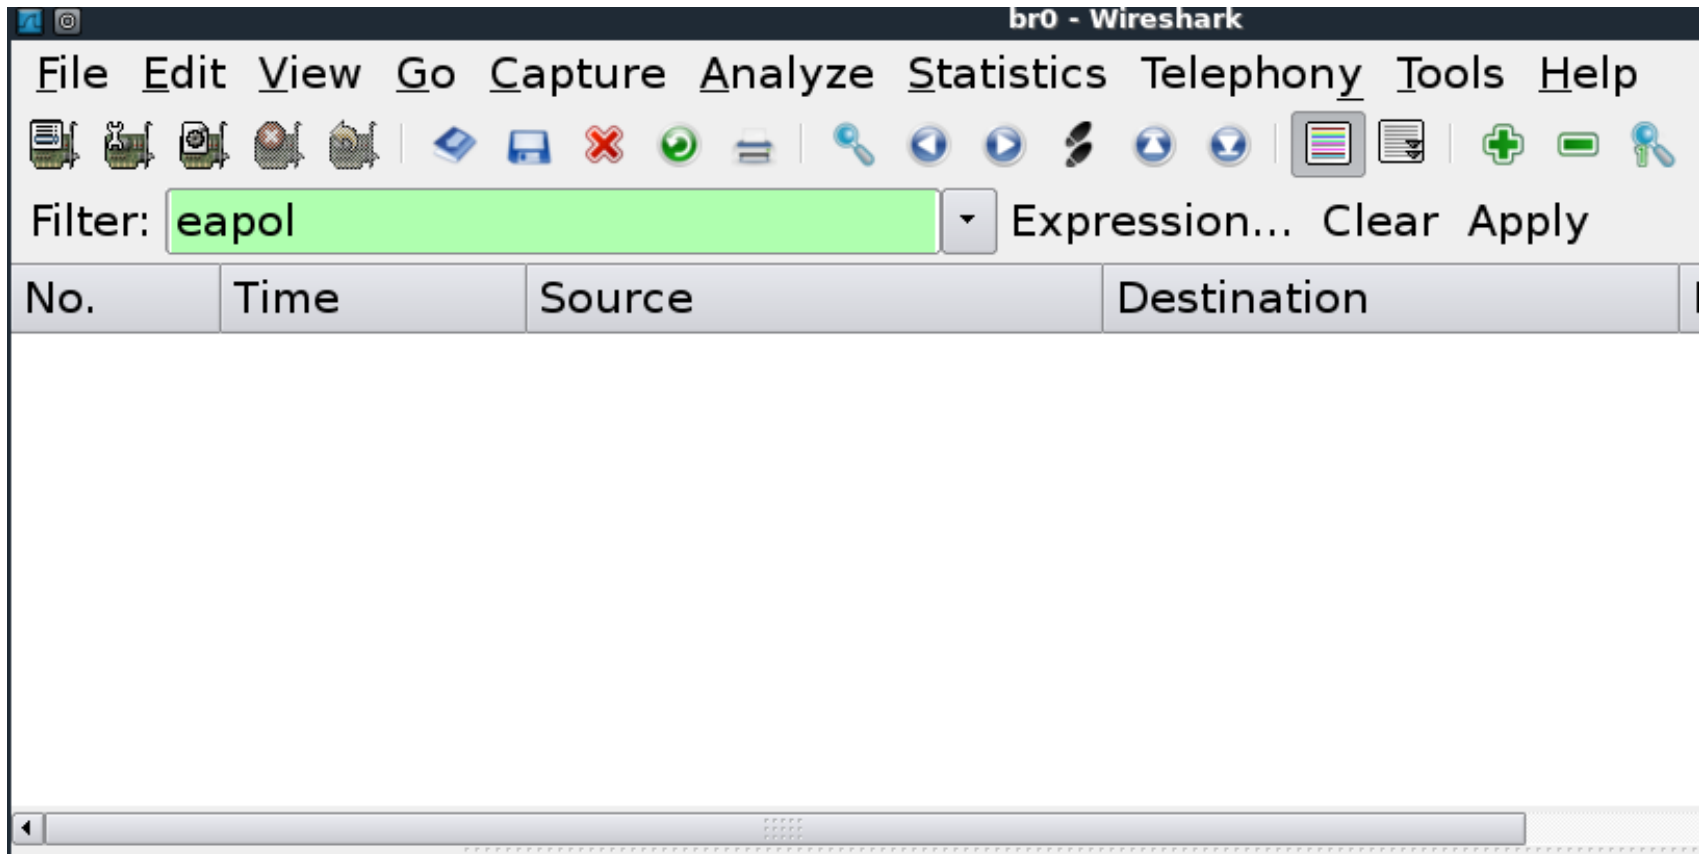 br0 - Wireshark
File Edit View Go Capture Analyze Statistics Telephony Tools Help
Filter: eapol Expression... Clear Apply
No. Time Source Destination